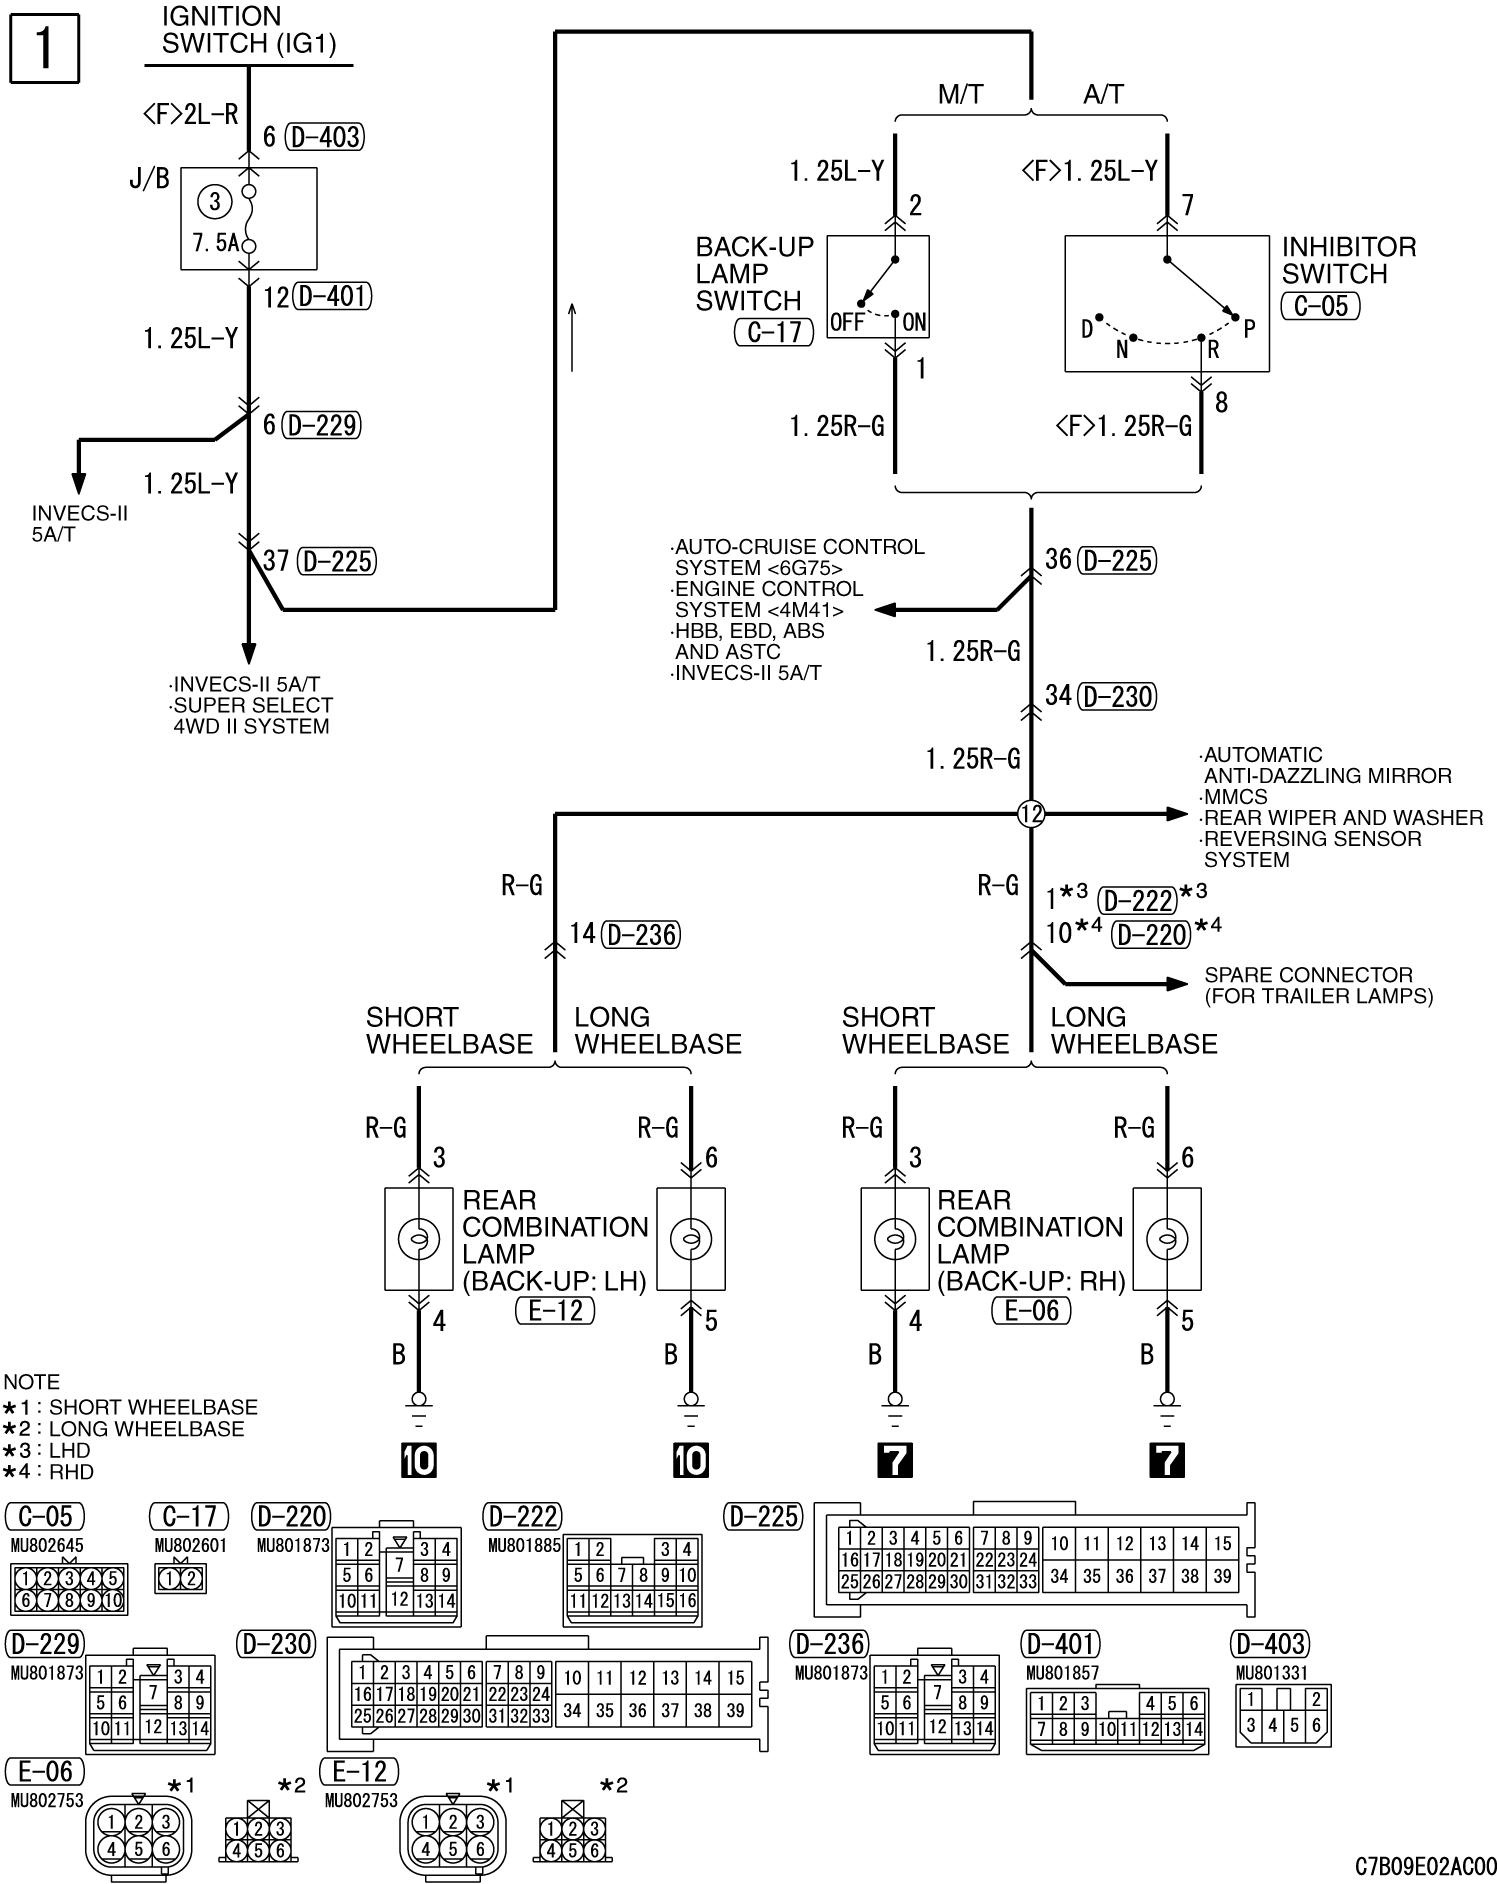 1
IGNITION
SWITCH (IG1)
<F>2L-R
6 D-403
J/B
3
7.5A
12 D-401
1.25L-Y
6 D-229
1.25L-Y
INVECS-II
5A/T
37 D-225
·INVECS-II 5A/T
·SUPER SELECT
4WD II SYSTEM
M/T
A/T
1.25L-Y
<F>1.25L-Y
2
7
BACK-UP
LAMP
SWITCH
C-17
OFF
ON
1
INHIBITOR
SWITCH
C-05
D
N
R
P
8
1.25R-G
<F>1.25R-G
·AUTO-CRUISE CONTROL
SYSTEM <6G75>
·ENGINE CONTROL
SYSTEM <4M41>
·HBB, EBD, ABS
AND ASTC
·INVECS-II 5A/T
36 D-225
1.25R-G
34 D-230
1.25R-G
12
·AUTOMATIC
ANTI-DAZZLING MIRROR
·MMCS
·REAR WIPER AND WASHER
·REVERSING SENSOR
SYSTEM
R-G
R-G
1*3 D-222*3
10*4 D-220*4
14 D-236
SPARE CONNECTOR
(FOR TRAILER LAMPS)
SHORT
WHEELBASE
LONG
WHEELBASE
SHORT
WHEELBASE
LONG
WHEELBASE
R-G
R-G
R-G
R-G
3
6
3
6
REAR
COMBINATION
LAMP
(BACK-UP: LH)
E-12
REAR
COMBINATION
LAMP
(BACK-UP: RH)
E-06
4
5
4
5
B
B
B
B
10
10
7
7
NOTE
*1 : SHORT WHEELBASE
*2 : LONG WHEELBASE
*3 : LHD
*4 : RHD
C-05
MU802645
1 2 3 4 5
6 7 8 9 10
C-17
MU802601
1 2
D-220
MU801873
1 2 3 4
5 6 7 8 9
10 11 12 13 14
D-222
MU801885
1 2 3 4
5 6 7 8 9 10
11 12 13 14 15 16
D-225
1 2 3 4 5 6 7 8 9 10 11 12 13 14 15
16 17 18 19 20 21 22 23 24
25 26 27 28 29 30 31 32 33 34 35 36 37 38 39
D-229
MU801873
1 2 3 4
5 6 7 8 9
10 11 12 13 14
D-230
1 2 3 4 5 6 7 8 9 10 11 12 13 14 15
16 17 18 19 20 21 22 23 24
25 26 27 28 29 30 31 32 33 34 35 36 37 38 39
D-236
MU801873
1 2 3 4
5 6 7 8 9
10 11 12 13 14
D-401
MU801857
1 2 3 4 5 6
7 8 9 10 11 12 13 14
D-403
MU801331
1 2
3 4 5 6
E-06
MU802753
*1
1 2 3
4 5 6
*2
1 2 3
4 5 6
E-12
MU802753
*1
1 2 3
4 5 6
*2
1 2 3
4 5 6
C7B09E02AC00